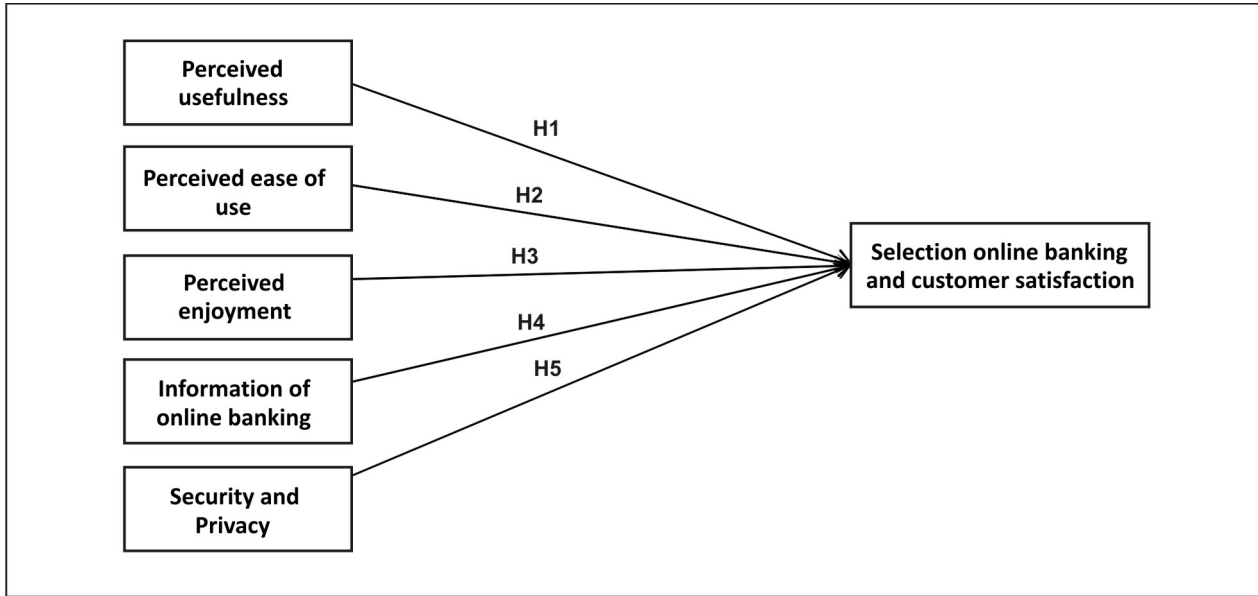 Perceived
usefulness
H1
Perceived ease of
use
H2
Perceived
enjoyment
H3
Information of
online banking
H4
Security and
Privacy
H5
Selection online banking
and customer satisfaction